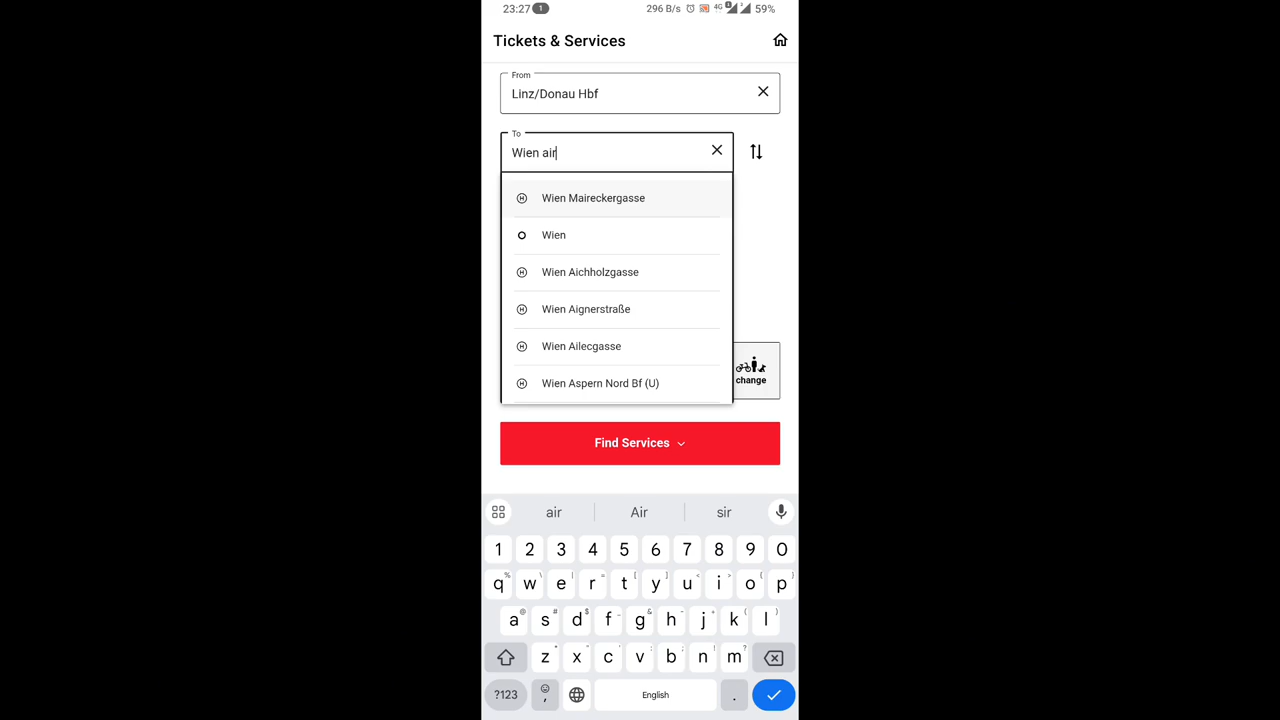 23:27 1 296 B/s 4G 59%
Tickets & Services
From
Linz/Donau Hbf
To
Wien air
Wien Maireckergasse
Wien
Wien Aichholzgasse
Wien Aignerstraße
Wien Ailecgasse
Wien Aspern Nord Bf (U)
change
Find Services
air Air sir
1 2 3 4 5 6 7 8 9 0
q w e r t y u i o p
a s d f g h j k l
z x c v b n m
?123 , English .